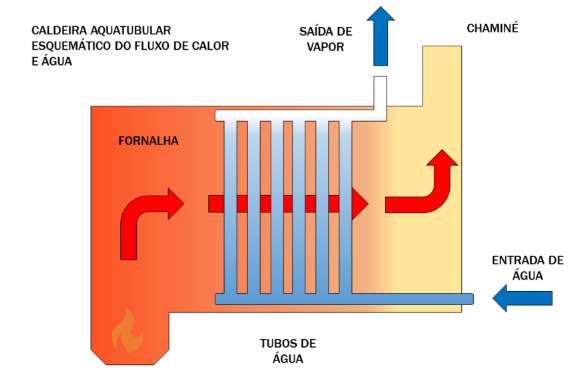 CALDEIRA AQUATUBULAR
ESQUEMÁTICO DO FLUXO DE CALOR
E ÁGUA
SAÍDA DE
VAPOR
CHAMINÉ
FORNALHA
ENTRADA DE
ÁGUA
TUBOS DE
ÁGUA